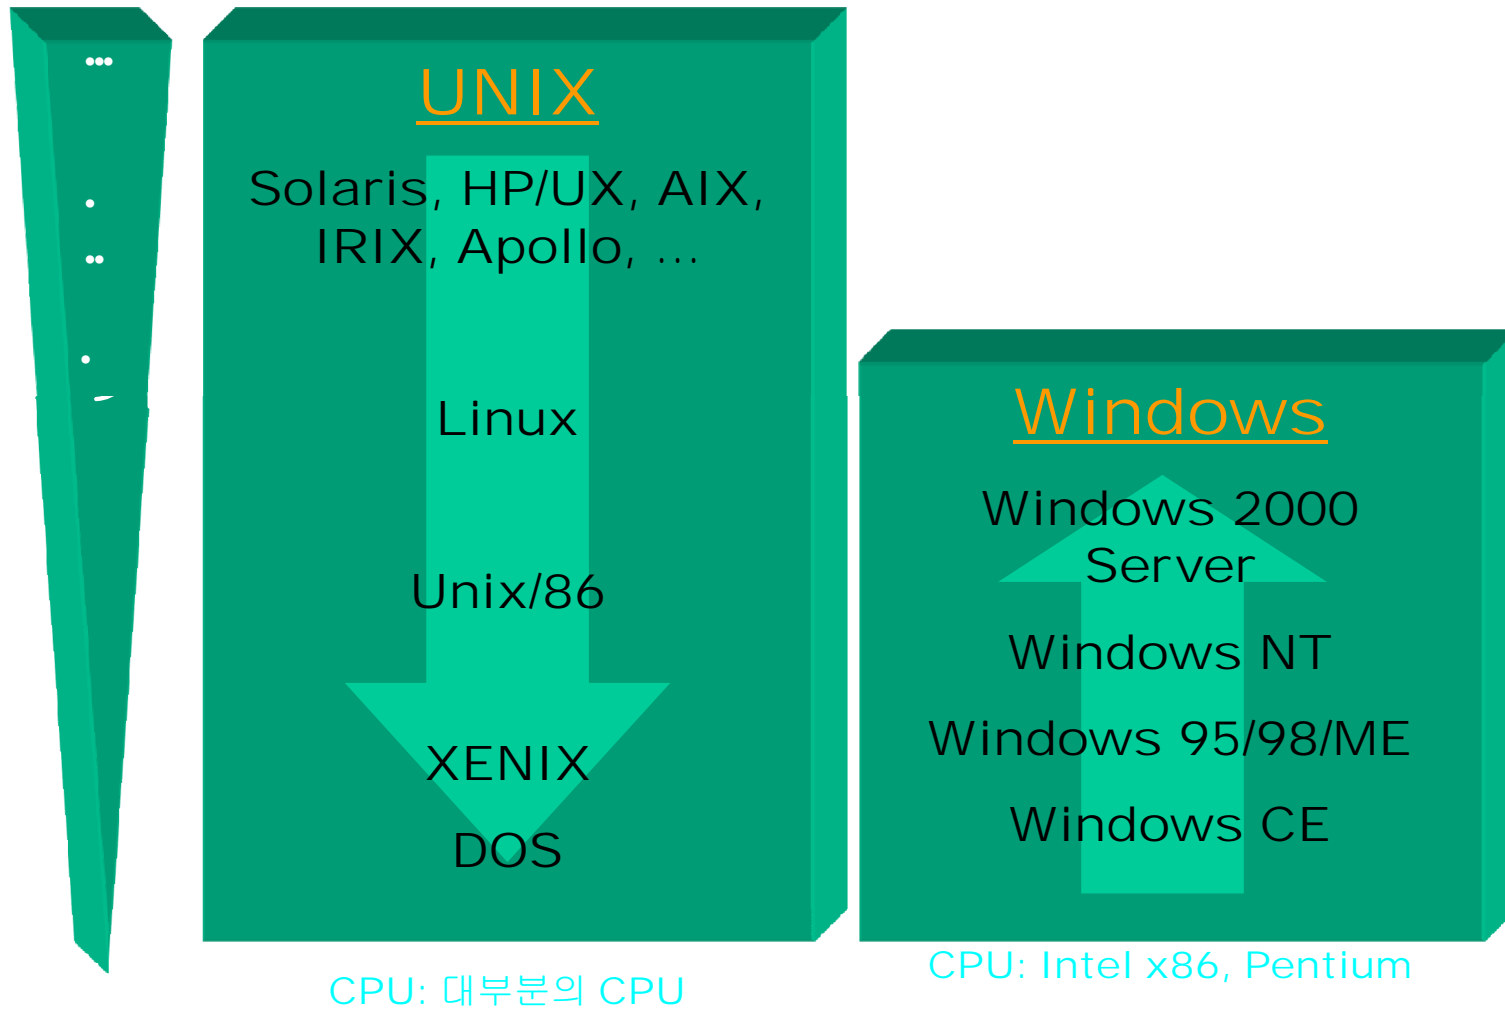 UNIX
Solaris, HP/UX, AIX,
IRIX, Apollo, ...
Linux
Unix/86
XENIX
DOS
CPU: 대부분의 CPU
Windows
Windows 2000
Server
Windows NT
Windows 95/98/ME
Windows CE
CPU: Intel x86, Pentium